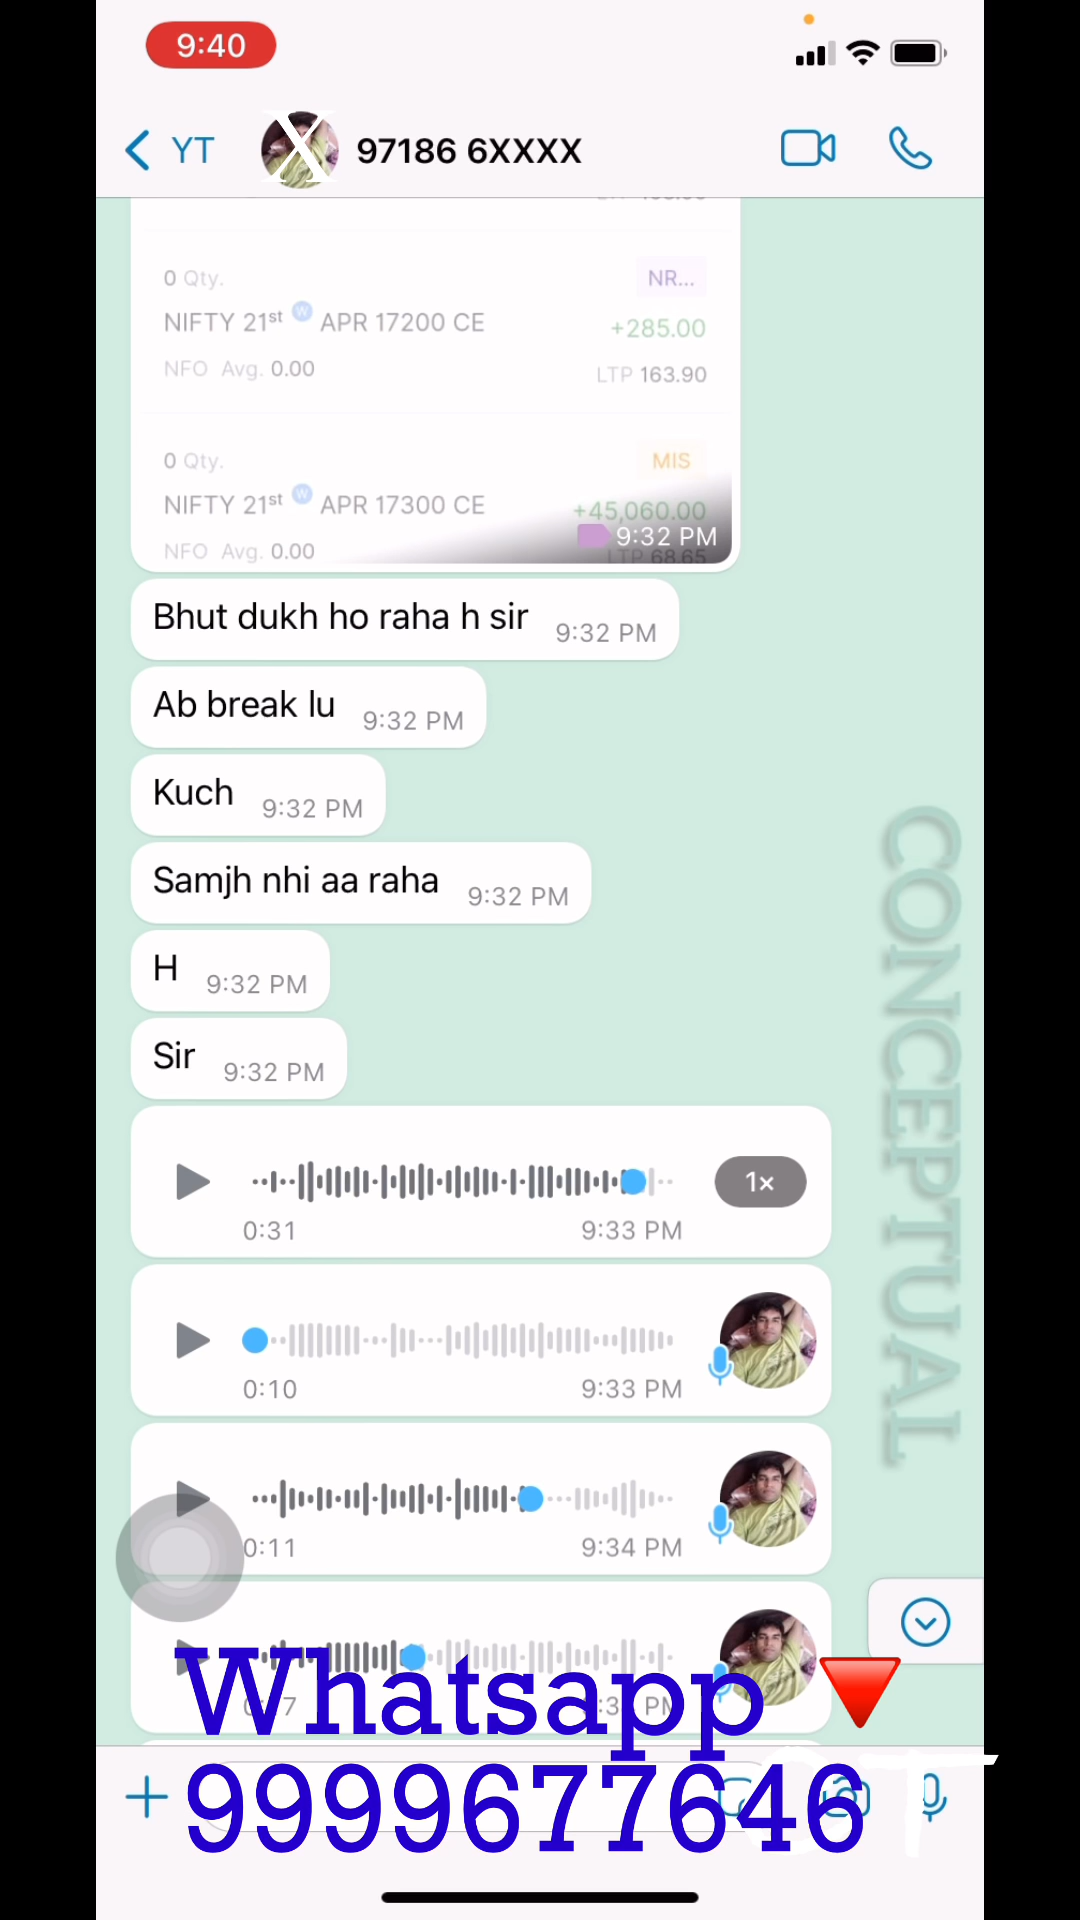 9:40
YT
X
97186 6XXXX
0 Qty.
NR...
NIFTY 21st W APR 17200 CE
+285.00
NFO Avg. 0.00
LTP 163.90
0 Qty.
MIS
NIFTY 21st W APR 17300 CE
+45,060.00
9:32 PM
NFO Avg. 0.00
LTP 68.65
Bhut dukh ho raha h sir 9:32 PM
Ab break lu 9:32 PM
Kuch 9:32 PM
Samjh nhi aa raha 9:32 PM
H 9:32 PM
Sir 9:32 PM
CONCEPTUAL
1×
0:31 9:33 PM
0:10 9:33 PM
0:11 9:34 PM
Whatsapp
9999677646